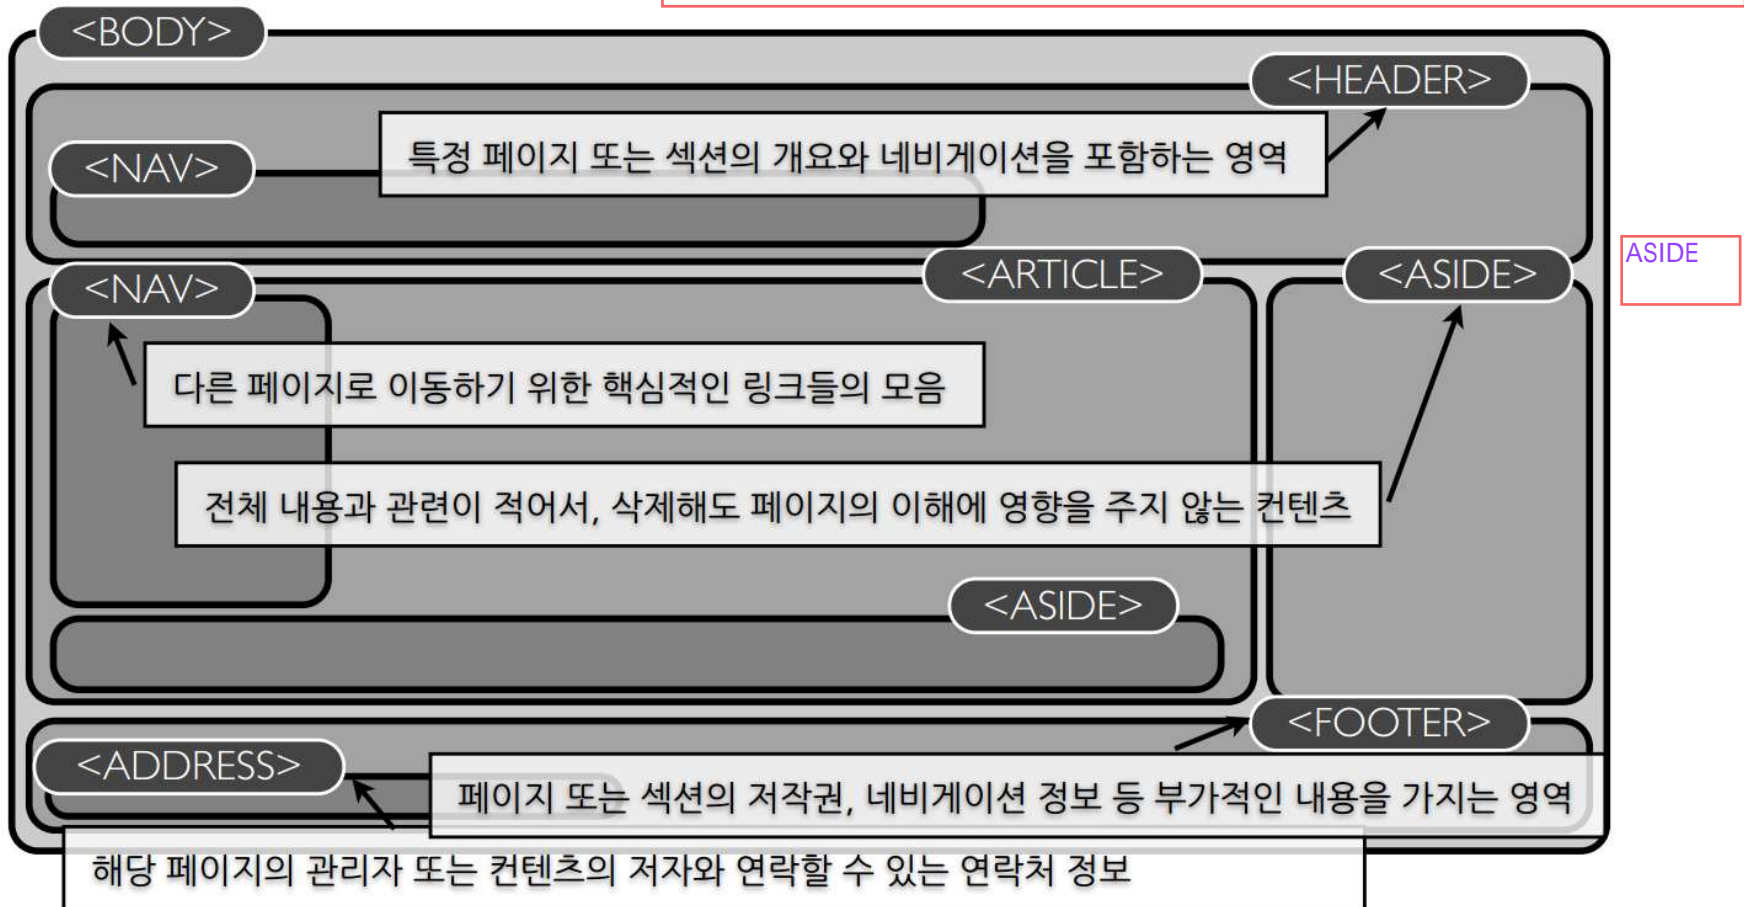 <BODY>
<HEADER>
특정 페이지 또는 섹션의 개요와 네비게이션을 포함하는 영역
<NAV>
<NAV>
<ARTICLE>
<ASIDE>
ASIDE
다른 페이지로 이동하기 위한 핵심적인 링크들의 모음
전체 내용과 관련이 적어서, 삭제해도 페이지의 이해에 영향을 주지 않는 컨텐츠
<ASIDE>
<FOOTER>
<ADDRESS>
페이지 또는 섹션의 저작권, 네비게이션 정보 등 부가적인 내용을 가지는 영역
해당 페이지의 관리자 또는 컨텐츠의 저자와 연락할 수 있는 연락처 정보